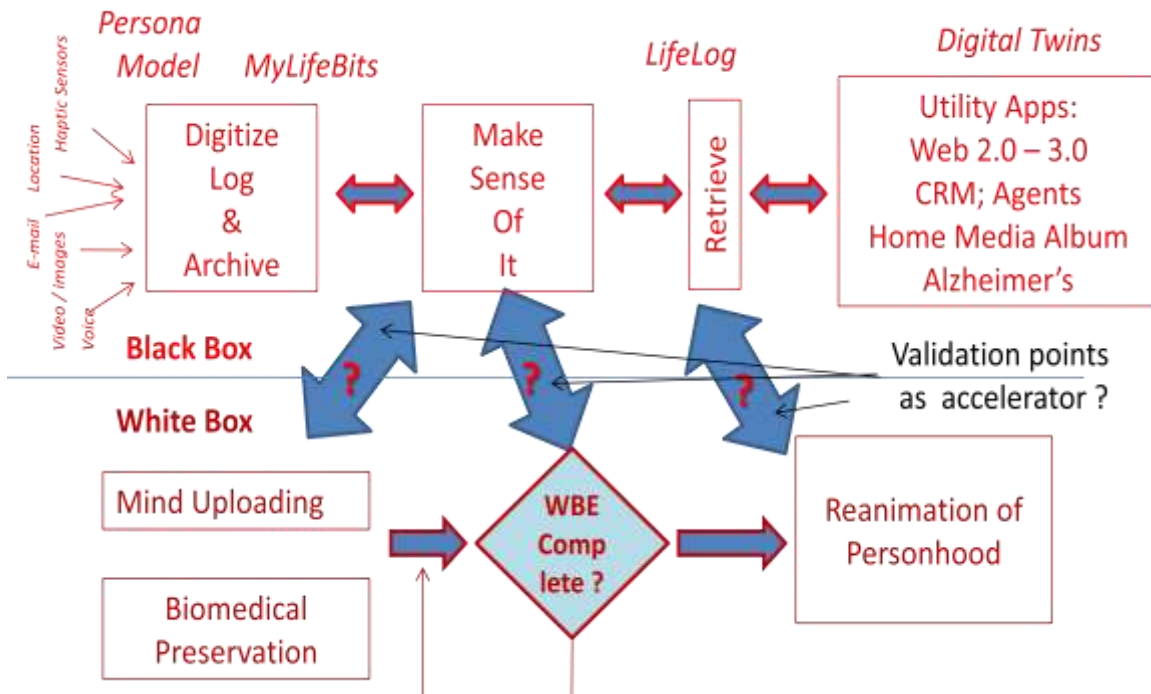 Persona
Model
MyLifeBits
LifeLog
Digital Twins
Haptic Sensors
Location
E-mail
Video / images
Voice
Digitize
Log
&
Archive
Make
Sense
Of
It
Retrieve
Utility Apps:
Web 2.0 – 3.0
CRM; Agents
Home Media Album
Alzheimer's
Black Box
?
?
?
Validation points
as accelerator ?
White Box
Mind Uploading
Biomedical
Preservation
WBE
Comp
lete ?
Reanimation of
Personhood